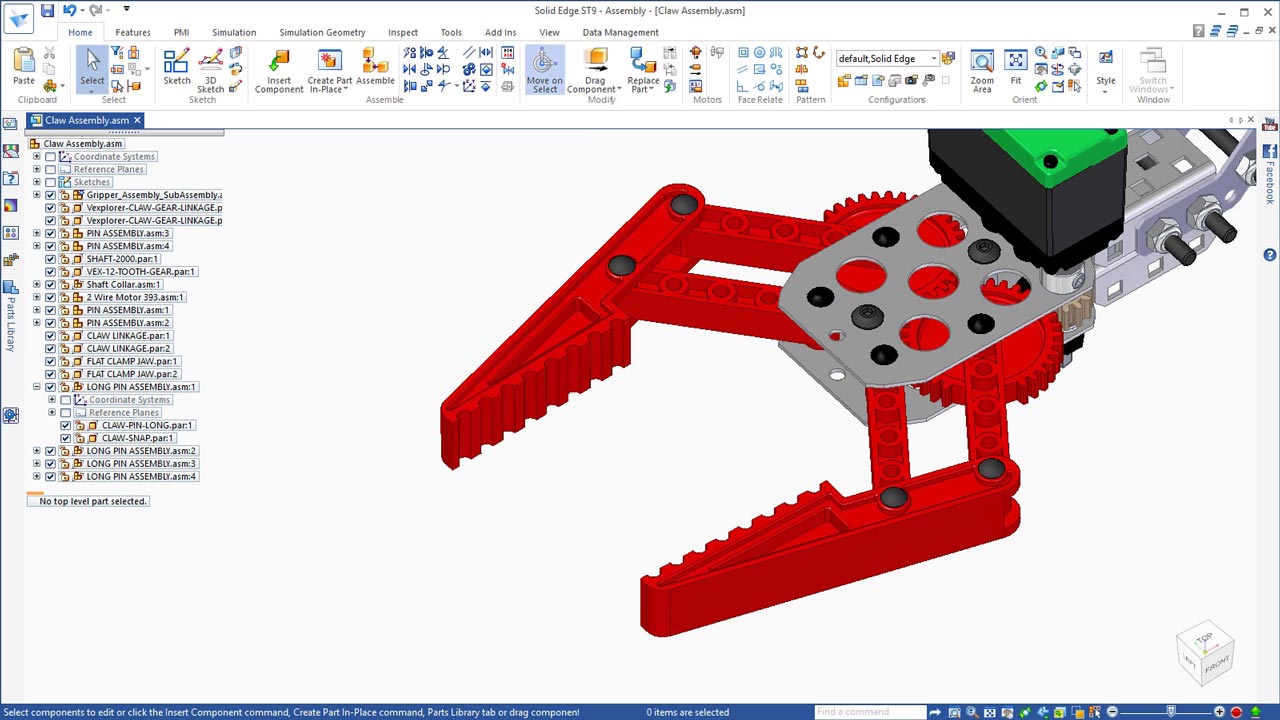 Solid Edge ST9 - Assembly - [Claw Assembly.asm]
Home Features PMI Simulation Simulation Geometry Inspect Tools Add Ins View Data Management
Paste
Clipboard
Select
Select
Sketch
3D Sketch
Sketch
Insert Component
Create Part In-Place
Assemble
Assemble
Move on Select
Drag Component
Replace Part
Modify
Motors
Face Relate
Pattern
default,Solid Edge
Configurations
Zoom Area
Fit
Orient
Style
Switch Windows
Window
Claw Assembly.asm
Claw Assembly.asm
Coordinate Systems
Reference Planes
Sketches
Gripper_Assembly_SubAssembly.a
Vexplorer-CLAW-GEAR-LINKAGE.p
Vexplorer-CLAW-GEAR-LINKAGE.p
PIN ASSEMBLY.asm:3
PIN ASSEMBLY.asm:4
SHAFT-2000.par:1
VEX-12-TOOTH-GEAR.par:1
Shaft Collar.asm:1
2 Wire Motor 393.asm:1
PIN ASSEMBLY.asm:1
PIN ASSEMBLY.asm:2
CLAW LINKAGE.par:1
CLAW LINKAGE.par:2
FLAT CLAMP JAW.par:1
FLAT CLAMP JAW.par:2
LONG PIN ASSEMBLY.asm:1
Coordinate Systems
Reference Planes
CLAW-PIN-LONG.par:1
CLAW-SNAP.par:1
LONG PIN ASSEMBLY.asm:2
LONG PIN ASSEMBLY.asm:3
LONG PIN ASSEMBLY.asm:4
No top level part selected.
Parts Library
You Tube
Facebook
TOP
LEFT
FRONT
Select components to edit or click the Insert Component command, Create Part In-Place command, Parts Library tab or drag componen
0 items are selected
Find a command